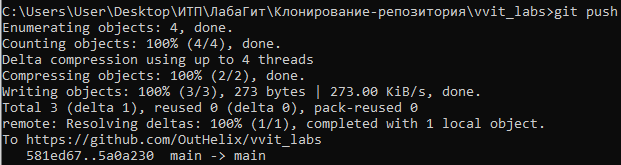 C:\Users\User\Desktop\ИТП\ЛабаГит\Клонирование-репозитория\vvit_labs>git push
Enumerating objects: 4, done.
Counting objects: 100% (4/4), done.
Delta compression using up to 4 threads
Compressing objects: 100% (2/2), done.
Writing objects: 100% (3/3), 273 bytes | 273.00 KiB/s, done.
Total 3 (delta 1), reused 0 (delta 0), pack-reused 0
remote: Resolving deltas: 100% (1/1), completed with 1 local object.
To https://github.com/OutHelix/vvit_labs
581ed67..5a0a230  main -> main